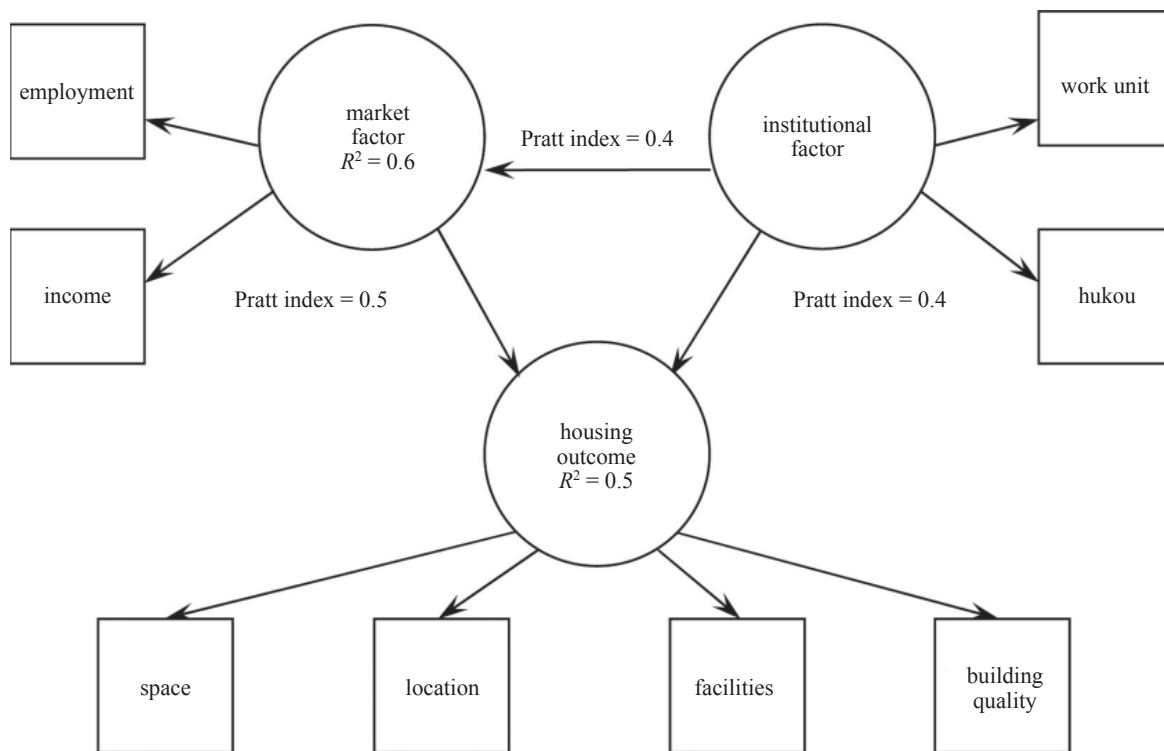 employment
market
factor
R² = 0.6
Pratt index = 0.4
institutional
factor
work unit
income
Pratt index = 0.5
Pratt index = 0.4
hukou
housing
outcome
R² = 0.5
space
location
facilities
building
quality